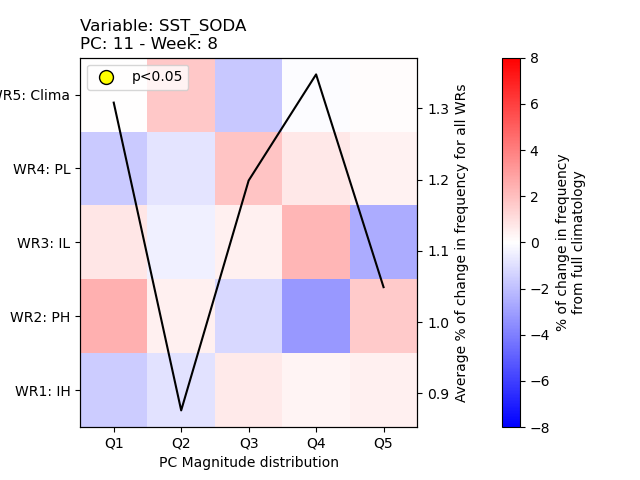 Variable: SST_SODA
PC: 11 - Week: 8
p<0.05
WR5: Clima
WR4: PL
WR3: IL
WR2: PH
WR1: IH
Q1 Q2 Q3 Q4 Q5
PC Magnitude distribution
1.3
1.2
1.1
1.0
0.9
Average % of change in frequency for all WRs
8
6
4
2
0
−2
−4
−6
−8
% of change in frequency
from full climatology